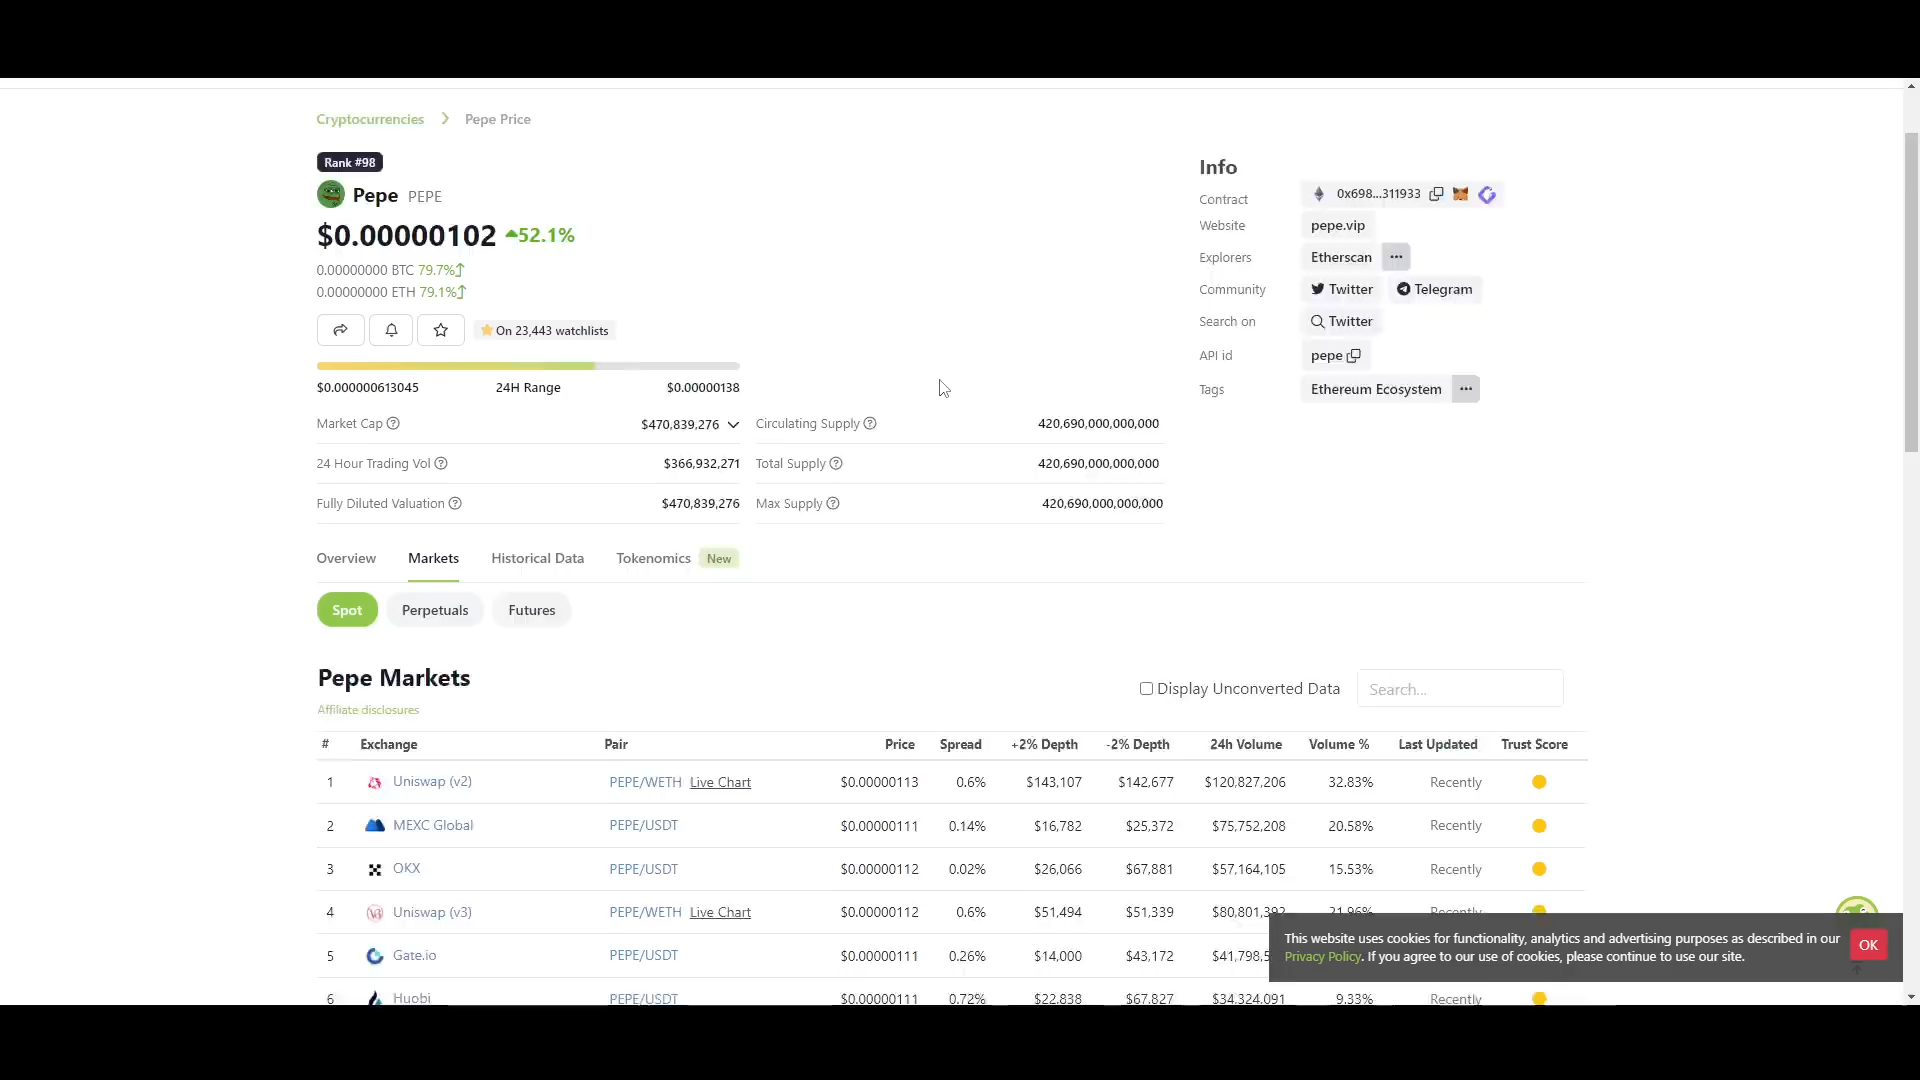 Cryptocurrencies Pepe Price
Rank #98
Pepe PEPE
$0.00000102 52.1%
0.00000000 BTC 79.7%
0.00000000 ETH 79.1%
On 23,443 watchlists
$0.000000613045 24H Range $0.00000138
Market Cap $470,839,276 Circulating Supply 420,690,000,000,000
24 Hour Trading Vol $366,932,271 Total Supply 420,690,000,000,000
Fully Diluted Valuation $470,839,276 Max Supply 420,690,000,000,000
Info
Contract 0x698...311933
Website pepe.vip
Explorers Etherscan ...
Community Twitter Telegram
Search on Twitter
API id pepe
Tags Ethereum Ecosystem ...
Overview Markets Historical Data Tokenomics New
Spot Perpetuals Futures
Pepe Markets
Affiliate disclosures
Display Unconverted Data Search...
# Exchange Pair Price Spread +2% Depth -2% Depth 24h Volume Volume % Last Updated Trust Score
1 Uniswap (v2) PEPE/WETH Live Chart $0.00000113 0.6% $143,107 $142,677 $120,827,206 32.83% Recently
2 MEXC Global PEPE/USDT $0.00000111 0.14% $16,782 $25,372 $75,752,208 20.58% Recently
3 OKX PEPE/USDT $0.00000112 0.02% $26,066 $67,881 $57,164,105 15.53% Recently
4 Uniswap (v3) PEPE/WETH Live Chart $0.00000112 0.6% $51,494 $51,339 $80,801,392 21.96% Recently
5 Gate.io PEPE/USDT $0.00000111 0.26% $14,000 $43,172 $41,798,5
6 Huobi PEPE/USDT $0.00000111 0.72% $22,838 $67,827 $34,324,091 9.33% Recently
This website uses cookies for functionality, analytics and advertising purposes as described in our
Privacy Policy. If you agree to our use of cookies, please continue to use our site.
OK